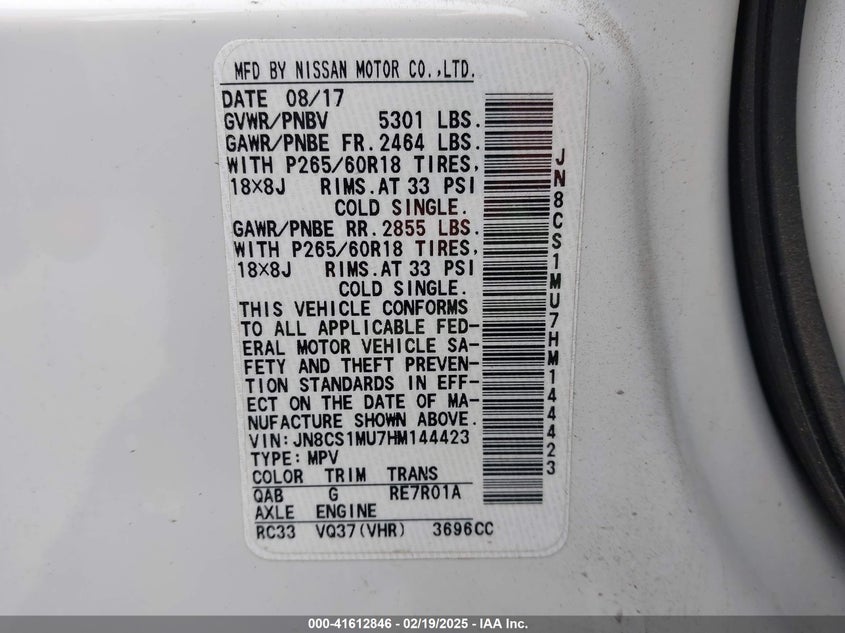 MFD BY NISSAN MOTOR CO.,LTD.
DATE 08/17
GVWR/PNBV 5301 LBS.
GAWR/PNBE FR. 2464 LBS.
WITH P265/60R18 TIRES,
18×8J RIMS. AT 33 PSI
COLD SINGLE.
GAWR/PNBE RR. 2855 LBS.
WITH P265/60R18 TIRES,
18×8J RIMS. AT 33 PSI
COLD SINGLE.
THIS VEHICLE CONFORMS
TO ALL APPLICABLE FED-
ERAL MOTOR VEHICLE SA-
FETY AND THEFT PREVEN-
TION STANDARDS IN EFF-
ECT ON THE DATE OF MA-
NUFACTURE SHOWN ABOVE.
VIN: JN8CS1MU7HM144423
TYPE: MPV
COLOR TRIM TRANS
QAB G RE7R01A
AXLE ENGINE
RC33 VQ37(VHR) 3696CC
JN8CS1MU7HM144423
000-41612846 - 02/19/2025 - IAA Inc.